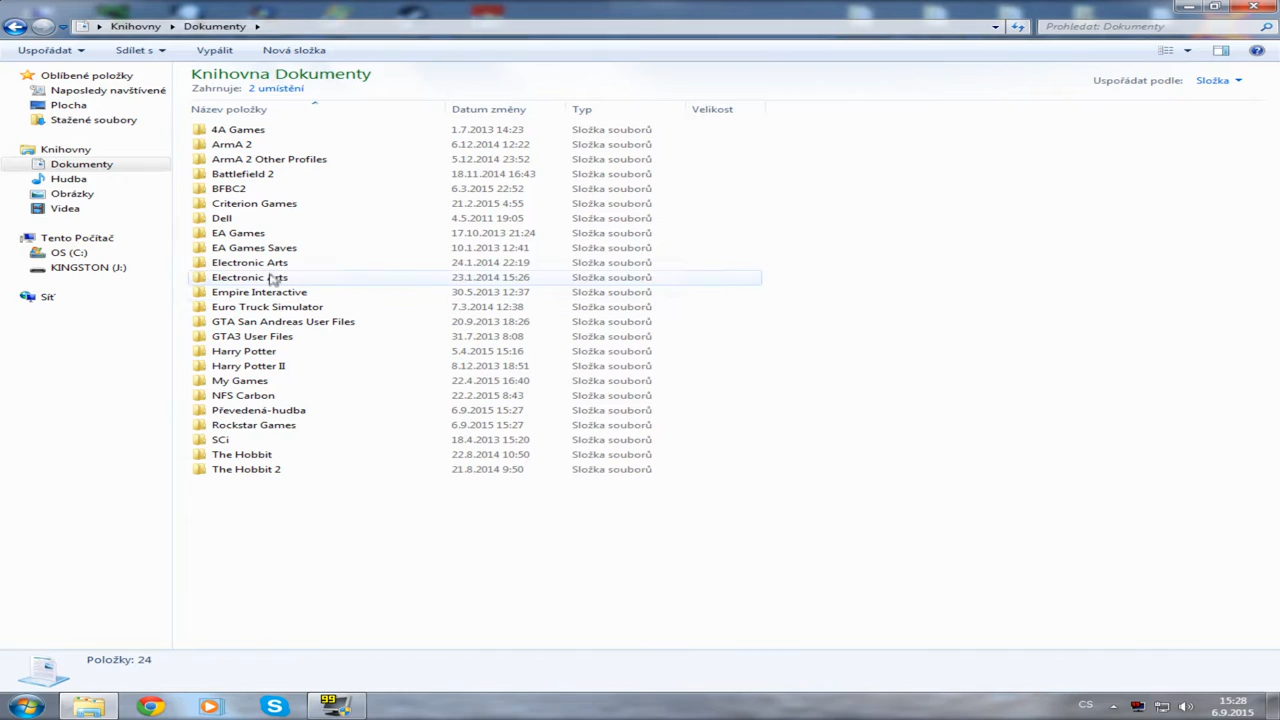 Knihovny ▸ Dokumenty ▸
Prohledat: Dokumenty
Uspořádat Sdílet s Vypálit Nová složka
Oblíbené položky
Naposledy navštívené
Plocha
Stažené soubory
Knihovny
Dokumenty
Hudba
Obrázky
Videa
Tento Počítač
OS (C:)
KINGSTON (J:)
Síť
Knihovna Dokumenty
Zahrnuje: 2 umístění
Uspořádat podle: Složka
Název položky Datum změny Typ Velikost
4A Games 1.7.2013 14:23 Složka souborů
ArmA 2 6.12.2014 12:22 Složka souborů
ArmA 2 Other Profiles 5.12.2014 23:52 Složka souborů
Battlefield 2 18.11.2014 16:43 Složka souborů
BFBC2 6.3.2015 22:52 Složka souborů
Criterion Games 21.2.2015 4:55 Složka souborů
Dell 4.5.2011 19:05 Složka souborů
EA Games 17.10.2013 21:24 Složka souborů
EA Games Saves 10.1.2013 12:41 Složka souborů
Electronic Arts 24.1.2014 22:19 Složka souborů
Electronic Arts 23.1.2014 15:26 Složka souborů
Empire Interactive 30.5.2013 12:37 Složka souborů
Euro Truck Simulator 7.3.2014 12:38 Složka souborů
GTA San Andreas User Files 20.9.2013 18:26 Složka souborů
GTA3 User Files 31.7.2013 8:08 Složka souborů
Harry Potter 5.4.2015 15:16 Složka souborů
Harry Potter II 8.12.2013 18:51 Složka souborů
My Games 22.4.2015 16:40 Složka souborů
NFS Carbon 22.2.2015 8:43 Složka souborů
Převedená-hudba 6.9.2015 15:27 Složka souborů
Rockstar Games 6.9.2015 15:27 Složka souborů
SCi 18.4.2013 15:20 Složka souborů
The Hobbit 22.8.2014 10:50 Složka souborů
The Hobbit 2 21.8.2014 9:50 Složka souborů
Položky: 24
99
CS
15:28
6.9.2015